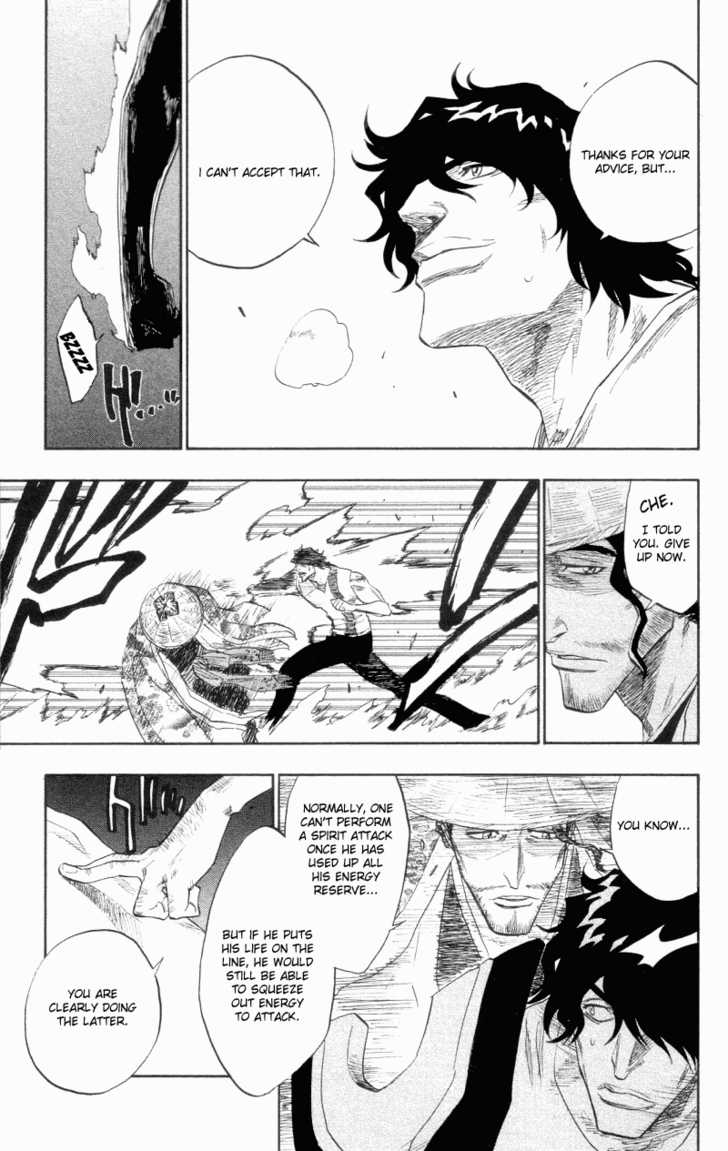 THANKS FOR YOUR
ADVICE, BUT...
I CAN'T ACCEPT THAT.
BZZZZ
CHE.
I TOLD
YOU. GIVE
UP NOW.
YOU KNOW...
NORMALLY, ONE
CAN'T PERFORM
A SPIRIT ATTACK
ONCE HE HAS
USED UP ALL
HIS ENERGY
RESERVE...
BUT IF HE PUTS
HIS LIFE ON THE
LINE, HE WOULD
STILL BE ABLE
TO SQUEEZE
OUT ENERGY
TO ATTACK.
YOU ARE
CLEARLY DOING
THE LATTER.